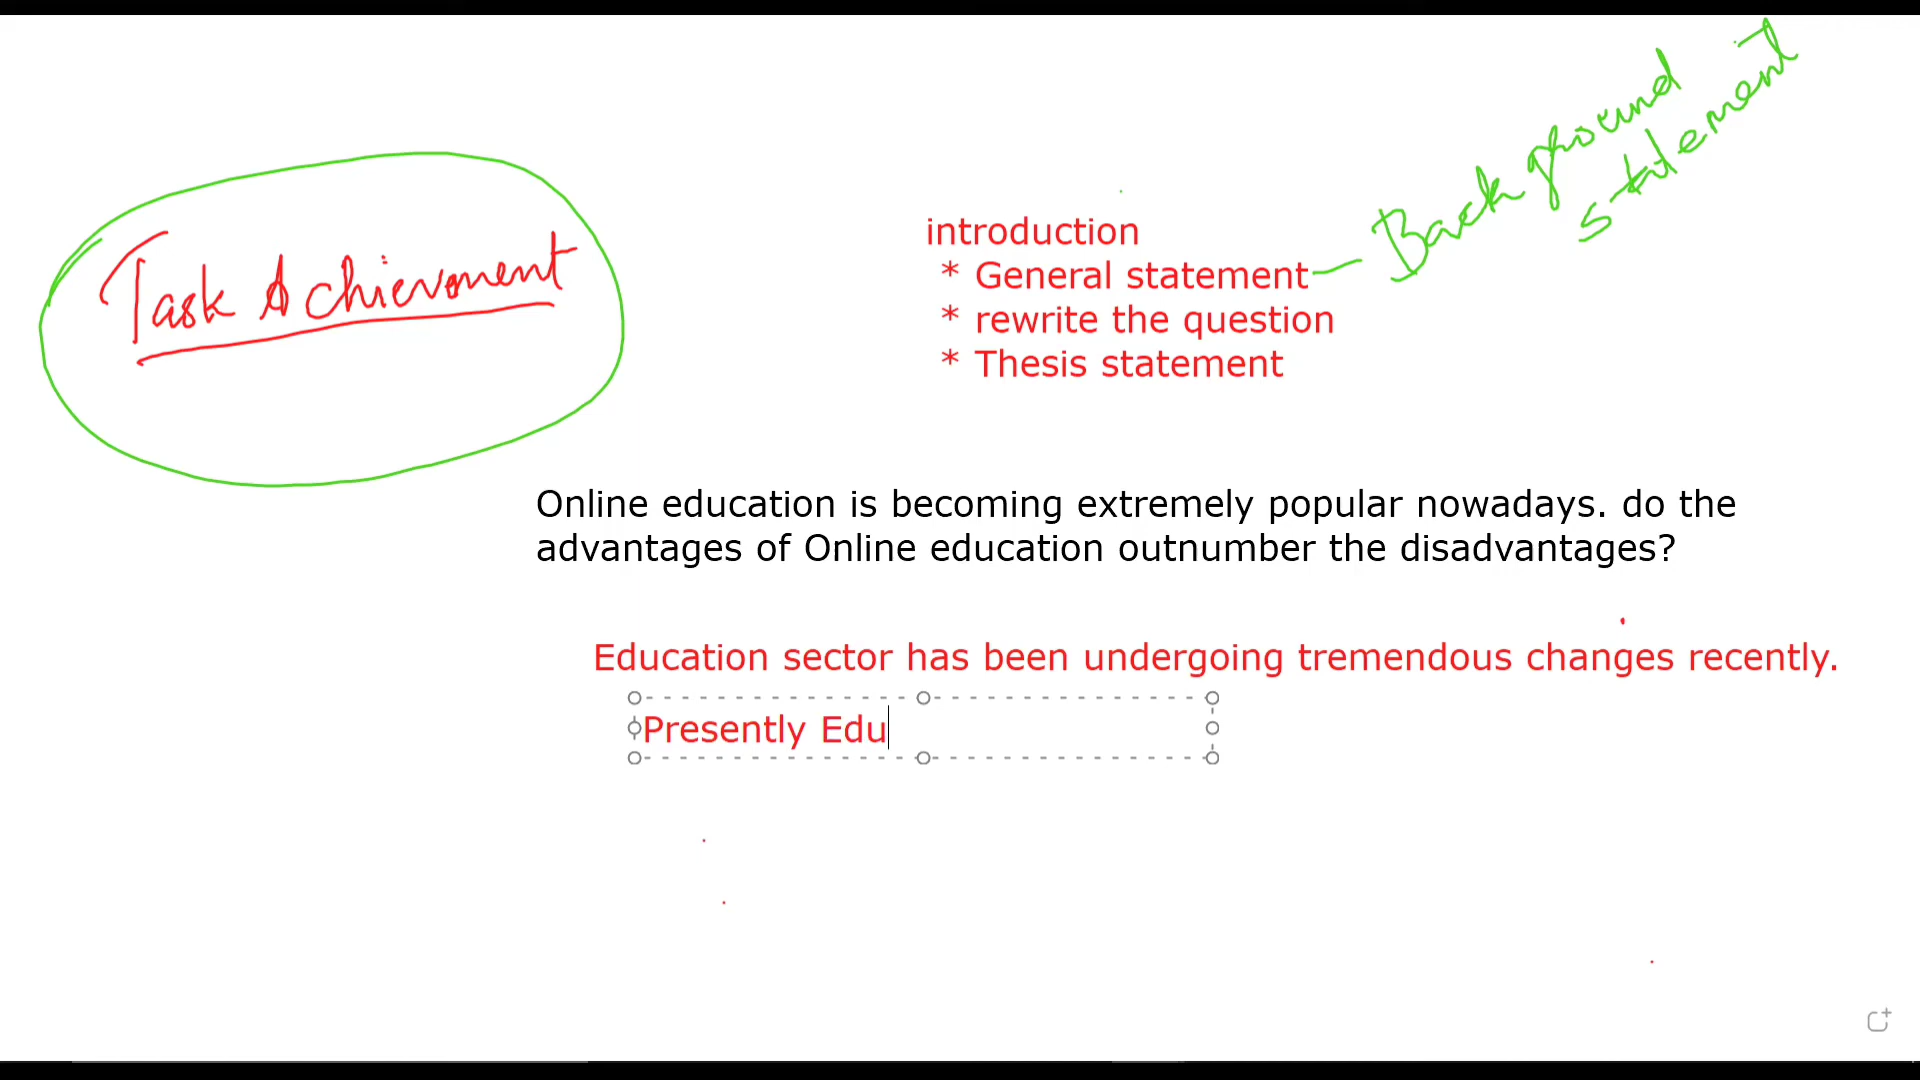 Task Achievement
introduction
* General statement
Background
statement
* rewrite the question
* Thesis statement
Online education is becoming extremely popular nowadays. do the
advantages of Online education outnumber the disadvantages?
Education sector has been undergoing tremendous changes recently.
Presently Edu